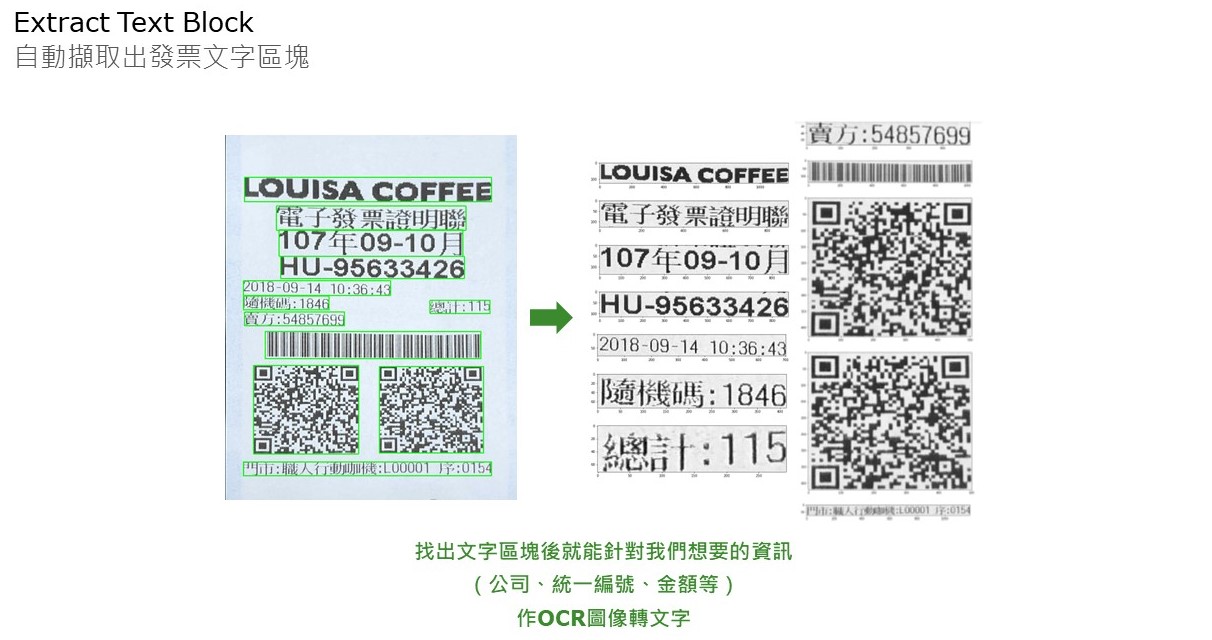 Extract Text Block
自動擷取出發票文字區塊
LOUISA COFFEE
電子發票證明聯
107年09-10月
HU-95633426
2018-09-14 10:36:43
隨機碼:1846
總計:115
賣方:54857699
門市:職人行動咖機:L00001 序:0154
LOUISA COFFEE
電子發票證明聯
107年09-10月
HU-95633426
2018-09-14 10:36:43
隨機碼:1846
總計:115
賣方:54857699
門市:職人行動咖機:L00001 序:0154
找出文字區塊後就能針對我們想要的資訊
(公司、統一編號、金額等)
作OCR圖像轉文字